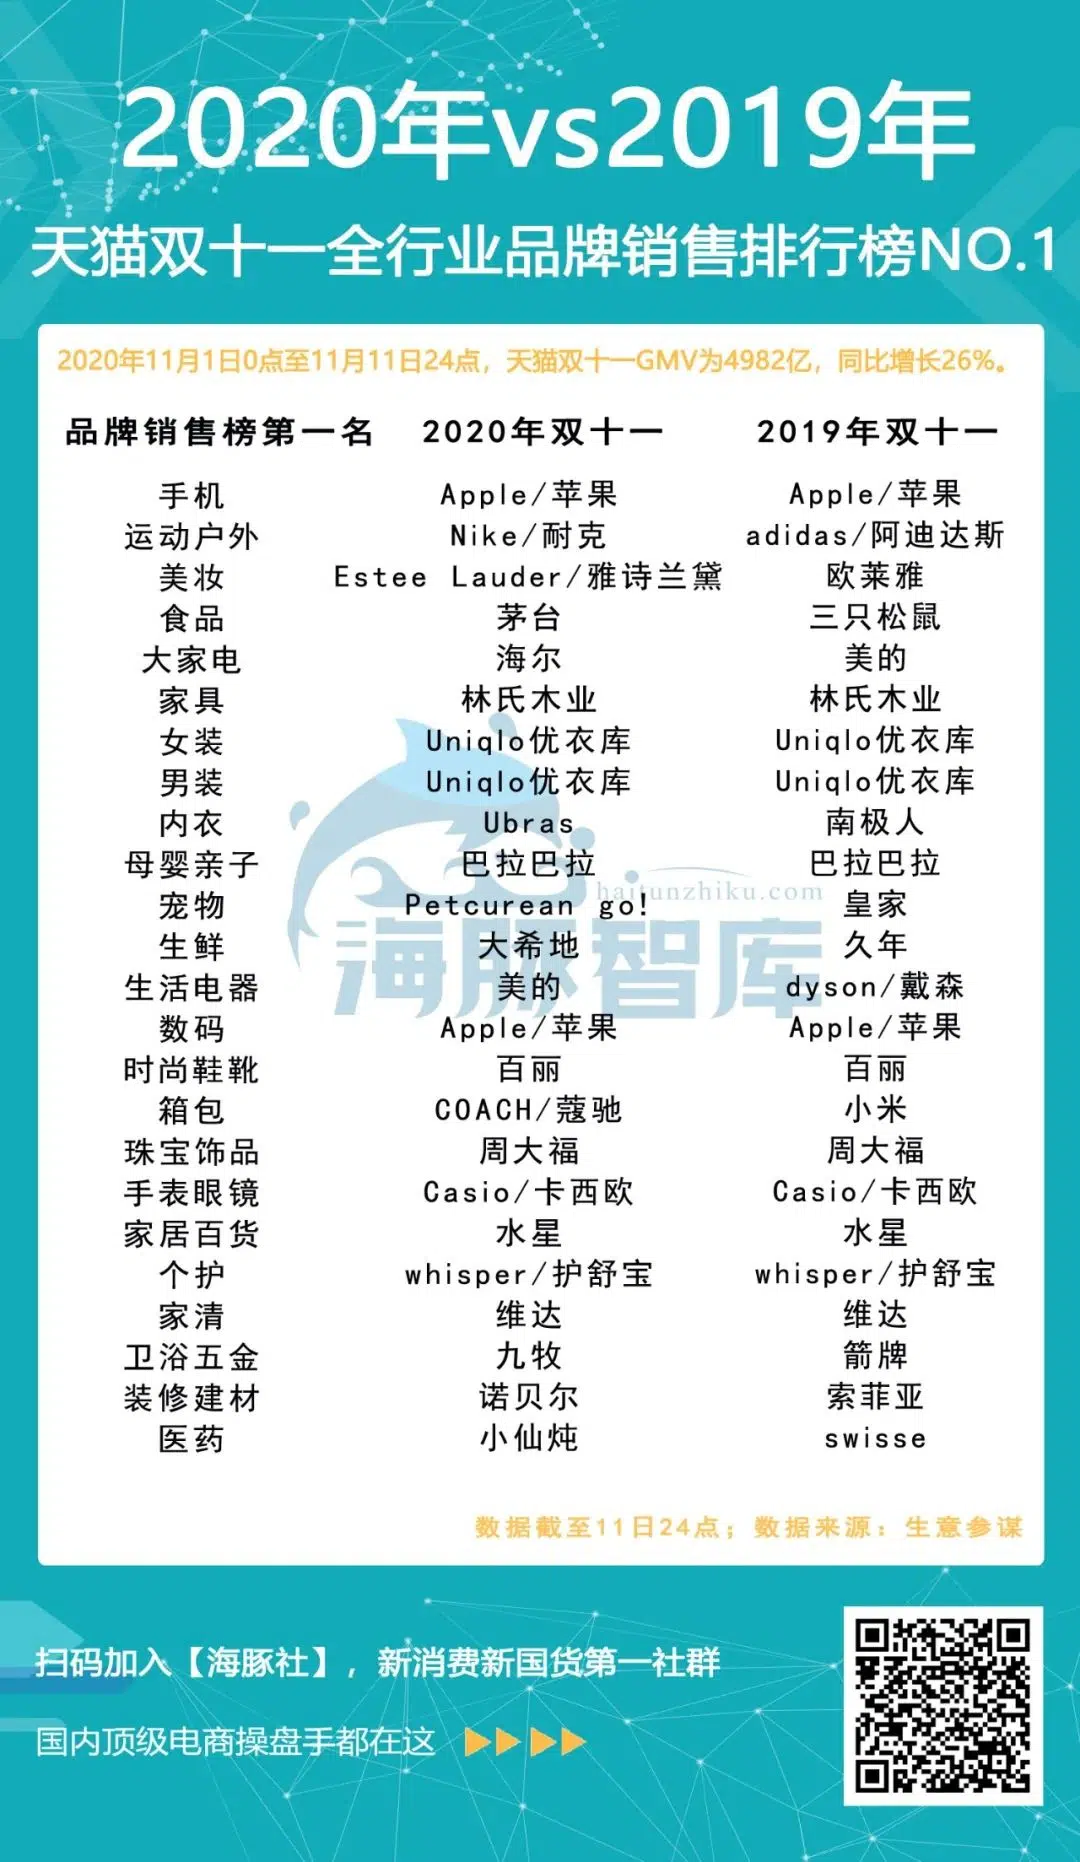 2020年vs2019年
天猫双十一全行业品牌销售排行榜NO.1
2020年11月1日0点至11月11日24点，天猫双十一GMV为4982亿，同比增长26%。
品牌销售榜第一名 2020年双十一 2019年双十一
手机 Apple/苹果 Apple/苹果
运动户外 Nike/耐克 adidas/阿迪达斯
美妆 Estee Lauder/雅诗兰黛 欧莱雅
食品 茅台 三只松鼠
大家电 海尔 美的
家具 林氏木业 林氏木业
女装 Uniqlo优衣库 Uniqlo优衣库
男装 Uniqlo优衣库 Uniqlo优衣库
内衣 Ubras 南极人
母婴亲子 巴拉巴拉 巴拉巴拉
haitunzhiku.com
宠物 Petcurean go! 皇家
海豚智库
生鲜 大希地 久年
生活电器 美的 dyson/戴森
数码 Apple/苹果 Apple/苹果
时尚鞋靴 百丽 百丽
箱包 COACH/蔻驰 小米
珠宝饰品 周大福 周大福
手表眼镜 Casio/卡西欧 Casio/卡西欧
家居百货 水星 水星
个护 whisper/护舒宝 whisper/护舒宝
家清 维达 维达
卫浴五金 九牧 箭牌
装修建材 诺贝尔 索菲亚
医药 小仙炖 swisse
数据截至11日24点；数据来源：生意参谋
扫码加入【海豚社】，新消费新国货第一社群
国内顶级电商操盘手都在这